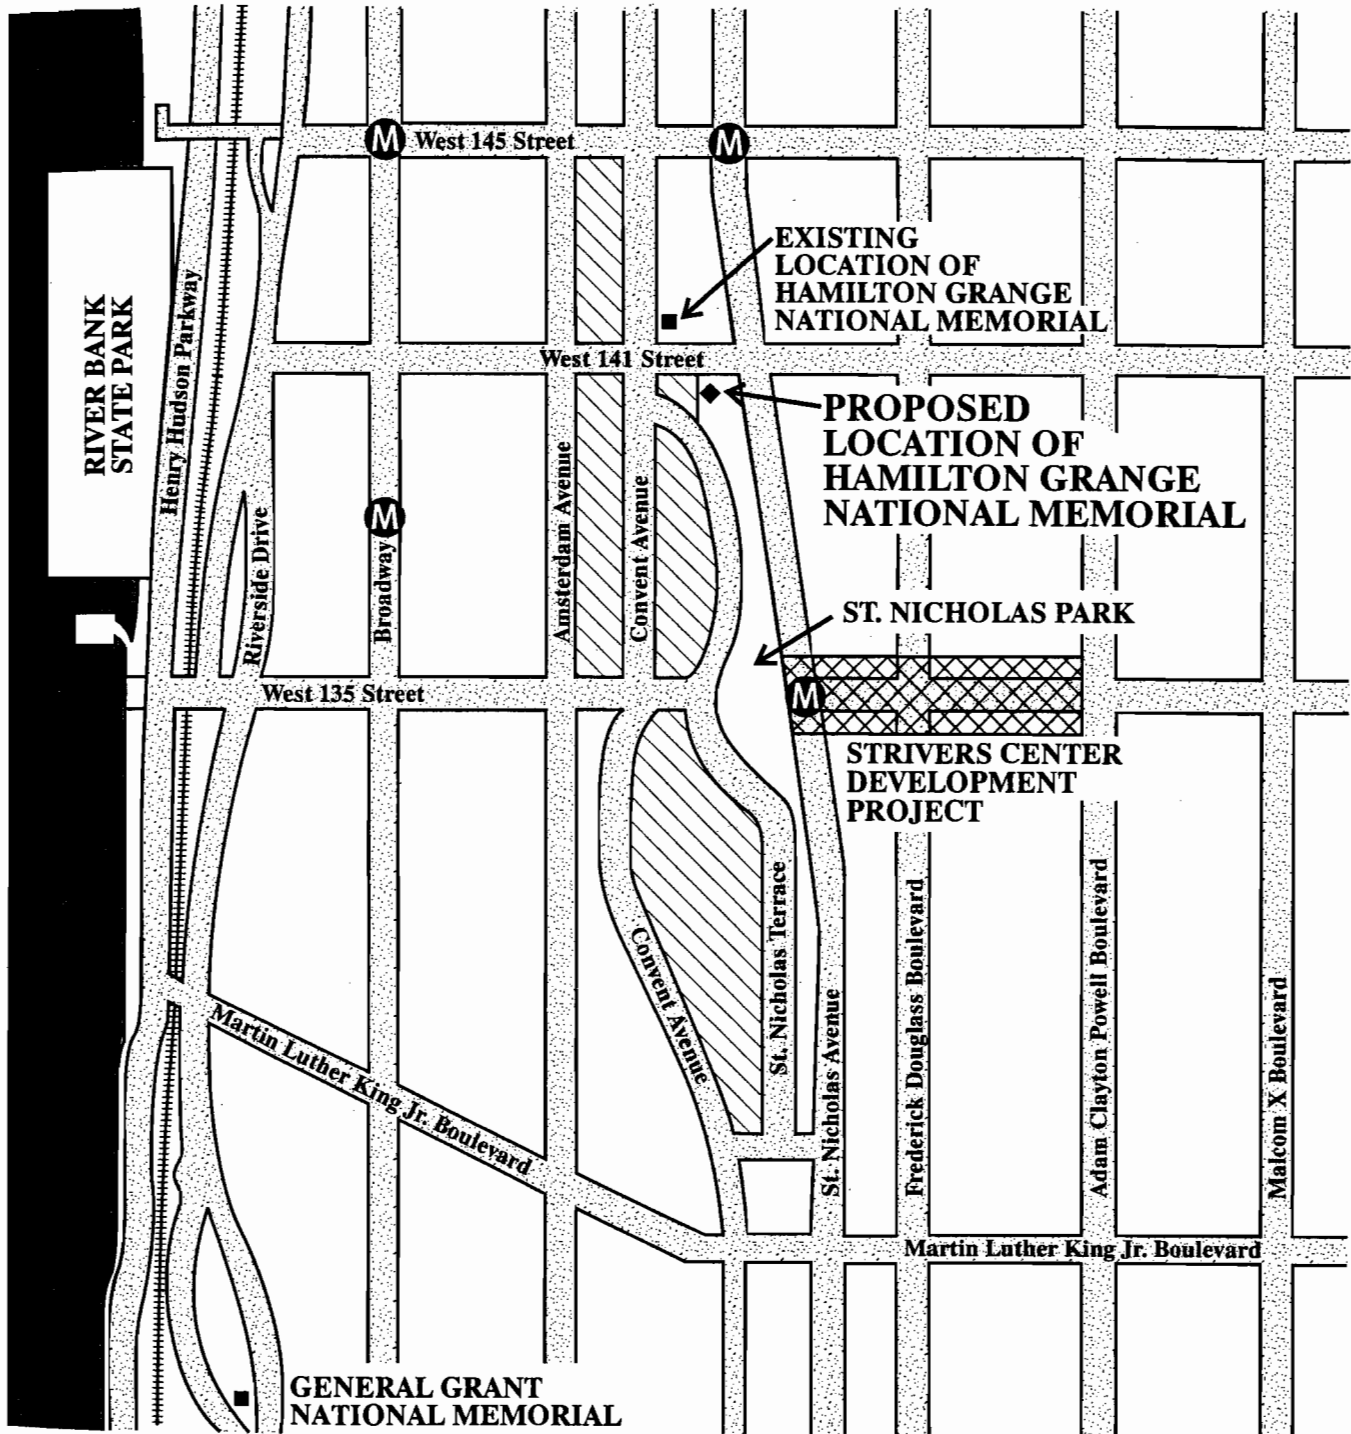 M
West 145 Street
M
EXISTING
LOCATION OF
HAMILTON GRANGE
NATIONAL MEMORIAL
RIVER BANK
STATE PARK
Henry Hudson Parkway
West 141 Street
PROPOSED
LOCATION OF
HAMILTON GRANGE
NATIONAL MEMORIAL
Riverside Drive
M
Broadway
Amsterdam Avenue
Convent Avenue
ST. NICHOLAS PARK
West 135 Street
M
STRIVERS CENTER
DEVELOPMENT
PROJECT
Martin Luther King Jr. Boulevard
Convent Avenue
St. Nicholas Terrace
St. Nicholas Avenue
Frederick Douglass Boulevard
Adam Clayton Powell Boulevard
Malcom X Boulevard
Martin Luther King Jr. Boulevard
GENERAL GRANT
NATIONAL MEMORIAL